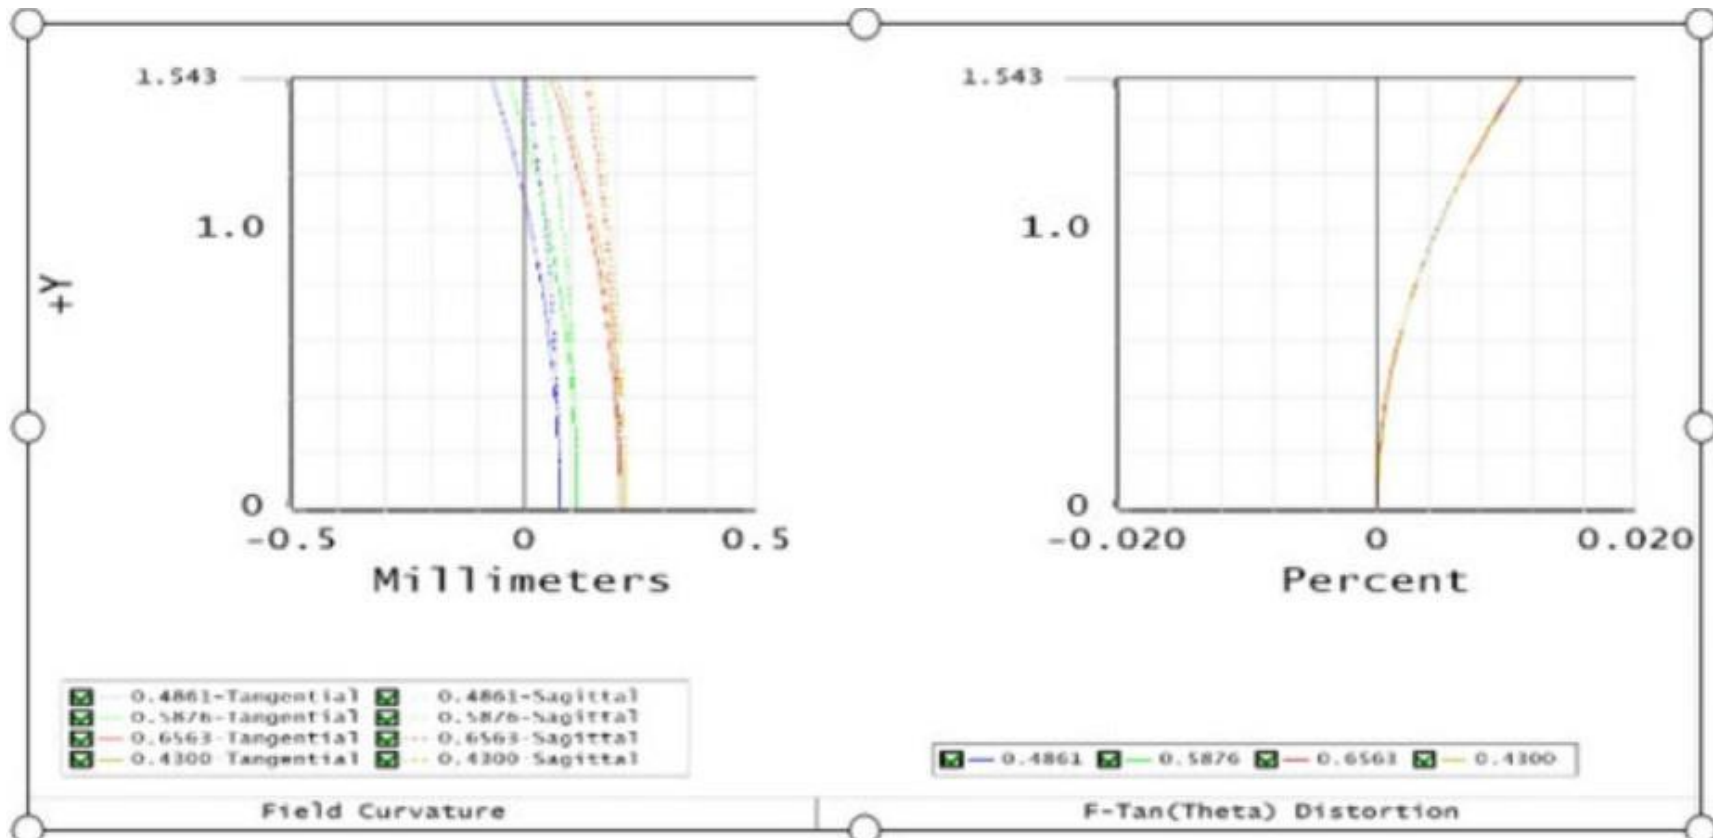 1.543
1.0
+Y
0
-0.5 0 0.5
Millimeters
1.543
1.0
0
-0.020 0 0.020
Percent
0.4861-Tangential 0.4861-Sagittal
0.5876-Tangential 0.5876-Sagittal
0.6563-Tangential 0.6563-Sagittal
0.4300-Tangential 0.4300-Sagittal
0.4861 0.5876 0.6563 0.4300
Field Curvature
F-Tan(Theta) Distortion